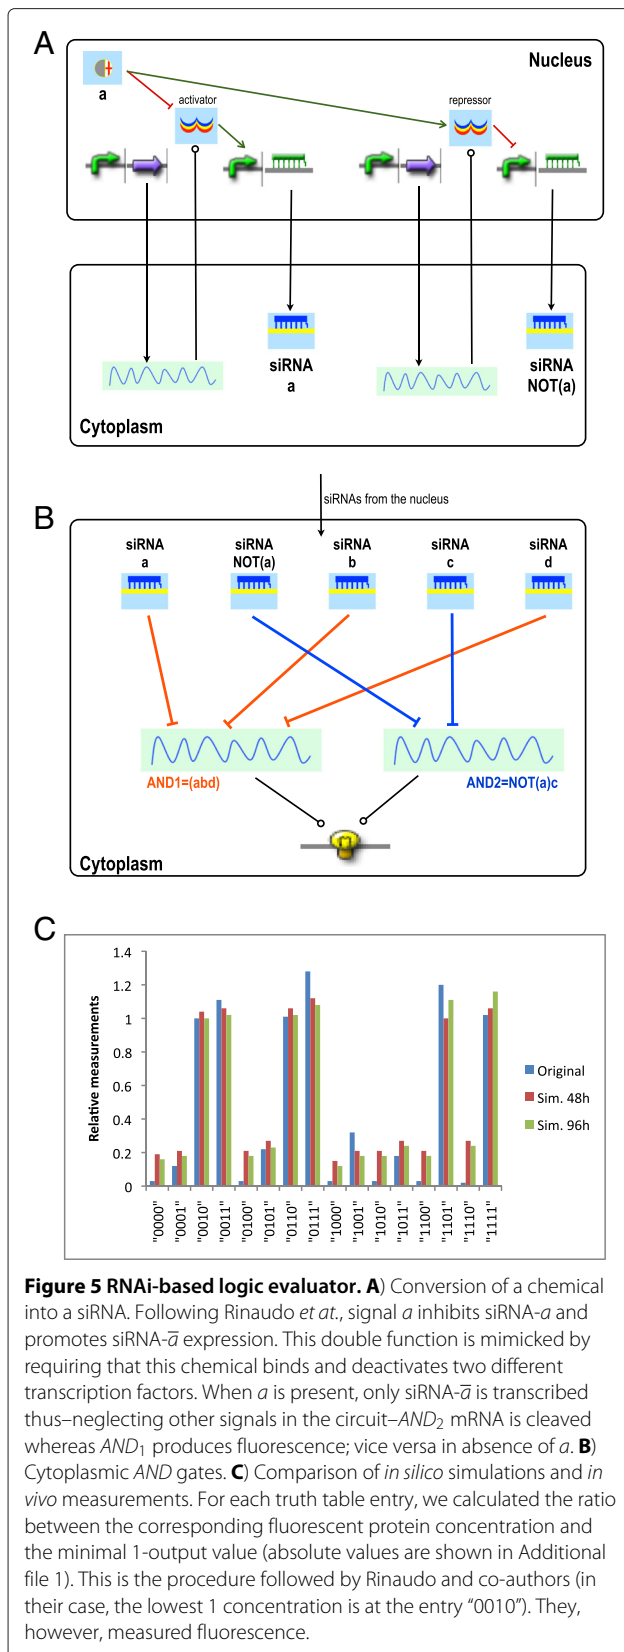 A
Nucleus
a
activator
repressor
siRNA
a
siRNA
NOT(a)
Cytoplasm
siRNAs from the nucleus
B
siRNA
a
siRNA
NOT(a)
siRNA
b
siRNA
c
siRNA
d
AND1=(abd)
AND2=NOT(a)c
Cytoplasm
C
Relative measurements
1.4
1.2
1
0.8
0.6
0.4
0.2
0
"0000"
"0001"
"0010"
"0011"
"0100"
"0101"
"0110"
"0111"
"1000"
"1001"
"1010"
"1011"
"1100"
"1101"
"1110"
"1111"
Original
Sim. 48h
Sim. 96h
Figure 5 RNAi-based logic evaluator. A) Conversion of a chemical
into a siRNA. Following Rinaudo et at., signal a inhibits siRNA-a and
promotes siRNA-a̅ expression. This double function is mimicked by
requiring that this chemical binds and deactivates two different
transcription factors. When a is present, only siRNA-a̅ is transcribed
thus–neglecting other signals in the circuit–AND₂ mRNA is cleaved
whereas AND₁ produces fluorescence; vice versa in absence of a. B)
Cytoplasmic AND gates. C) Comparison of in silico simulations and in
vivo measurements. For each truth table entry, we calculated the ratio
between the corresponding fluorescent protein concentration and
the minimal 1-output value (absolute values are shown in Additional
file 1). This is the procedure followed by Rinaudo and co-authors (in
their case, the lowest 1 concentration is at the entry "0010"). They,
however, measured fluorescence.